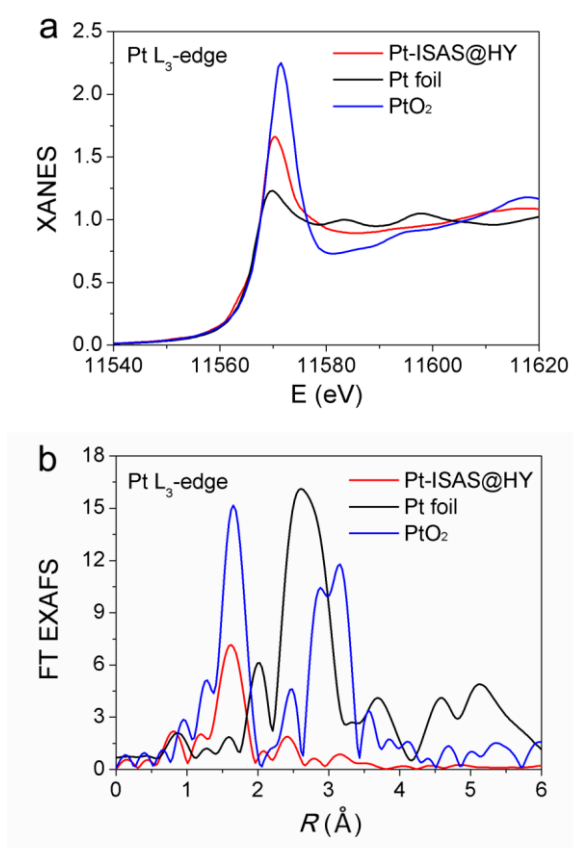 a
Pt L₃-edge
Pt-ISAS@HY
Pt foil
PtO₂
XANES
2.5
2.0
1.5
1.0
0.5
0.0
11540
11560
11580
11600
11620
E (eV)
b
Pt L₃-edge
Pt-ISAS@HY
Pt foil
PtO₂
FT EXAFS
18
15
12
9
6
3
0
0
1
2
3
4
5
6
R (Å)